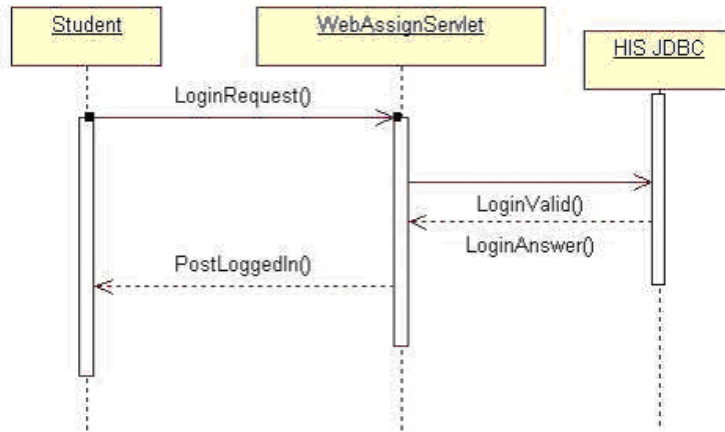 Student
WebAssignServlet
HIS JDBC
LoginRequest()
LoginValid()
LoginAnswer()
PostLoggedIn()